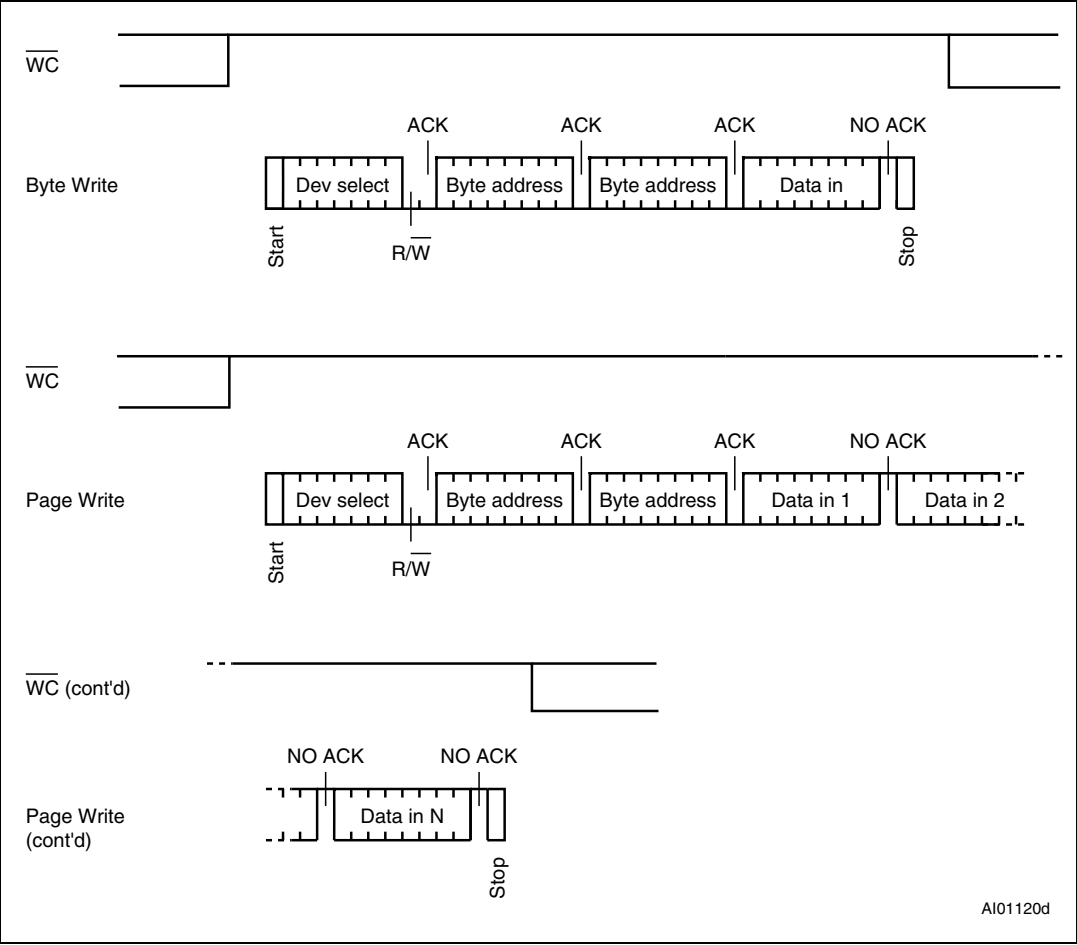 WC
ACK ACK ACK NO ACK
Byte Write Dev select Byte address Byte address Data in
Start R/W Stop
WC
ACK ACK ACK NO ACK
Page Write Dev select Byte address Byte address Data in 1 Data in 2
Start R/W
WC (cont'd)
NO ACK NO ACK
Page Write Data in N
(cont'd)
Stop
AI01120d